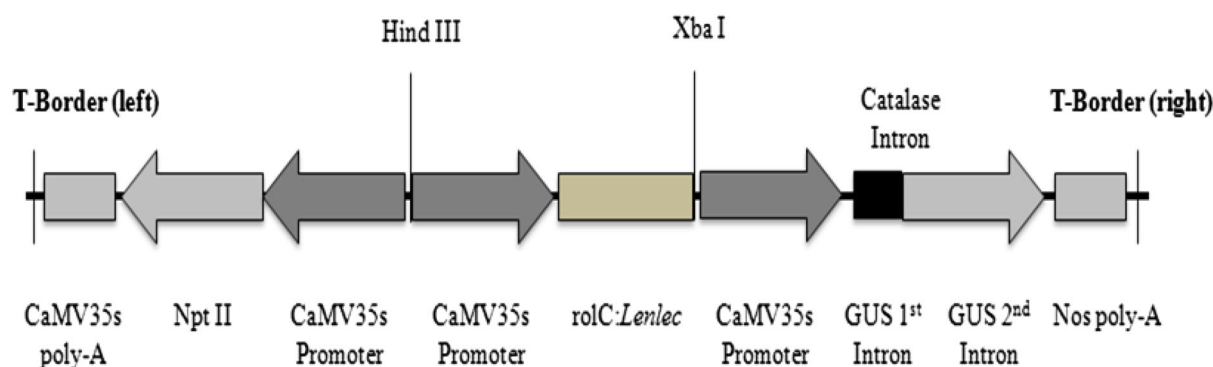 Hind III
Xba I
T-Border (left)
Catalase
Intron
T-Border (right)
CaMV35s
poly-A
Npt II
CaMV35s
Promoter
CaMV35s
Promoter
rolC:Lenlec
CaMV35s
Promoter
GUS 1st
Intron
GUS 2nd
Intron
Nos poly-A